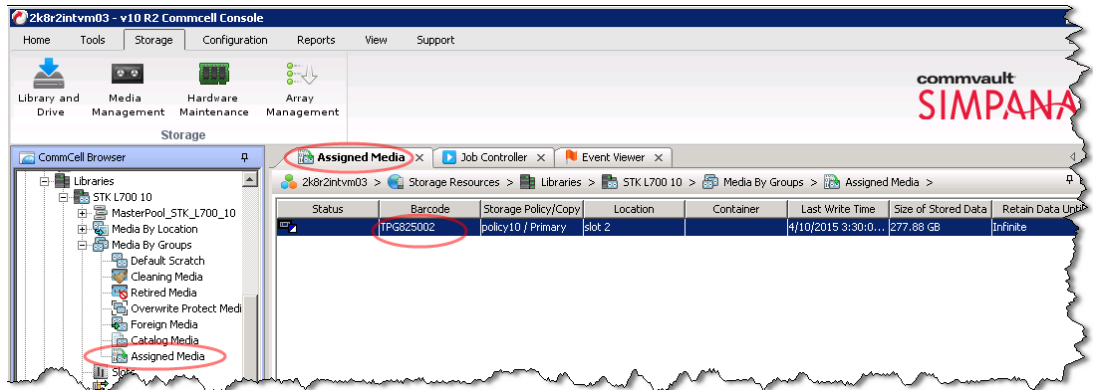 2k8r2intvm03 - v10 R2 Commcell Console
Home Tools Storage Configuration Reports View Support
Library and Drive
Media Management
Hardware Maintenance
Array Management
Storage
commvault
SIMPANA
CommCell Browser
Libraries
STK L700 10
MasterPool_STK_L700_10
Media By Location
Media By Groups
Default Scratch
Cleaning Media
Retired Media
Overwrite Protect Medi
Foreign Media
Catalog Media
Assigned Media
Slots
Assigned Media Job Controller Event Viewer
2k8r2intvm03 > Storage Resources > Libraries > STK L700 10 > Media By Groups > Assigned Media >
Status Barcode Storage Policy/Copy Location Container Last Write Time Size of Stored Data Retain Data Until
TPG825002 policy10 / Primary slot 2 4/10/2015 3:30:0... 277.88 GB Infinite